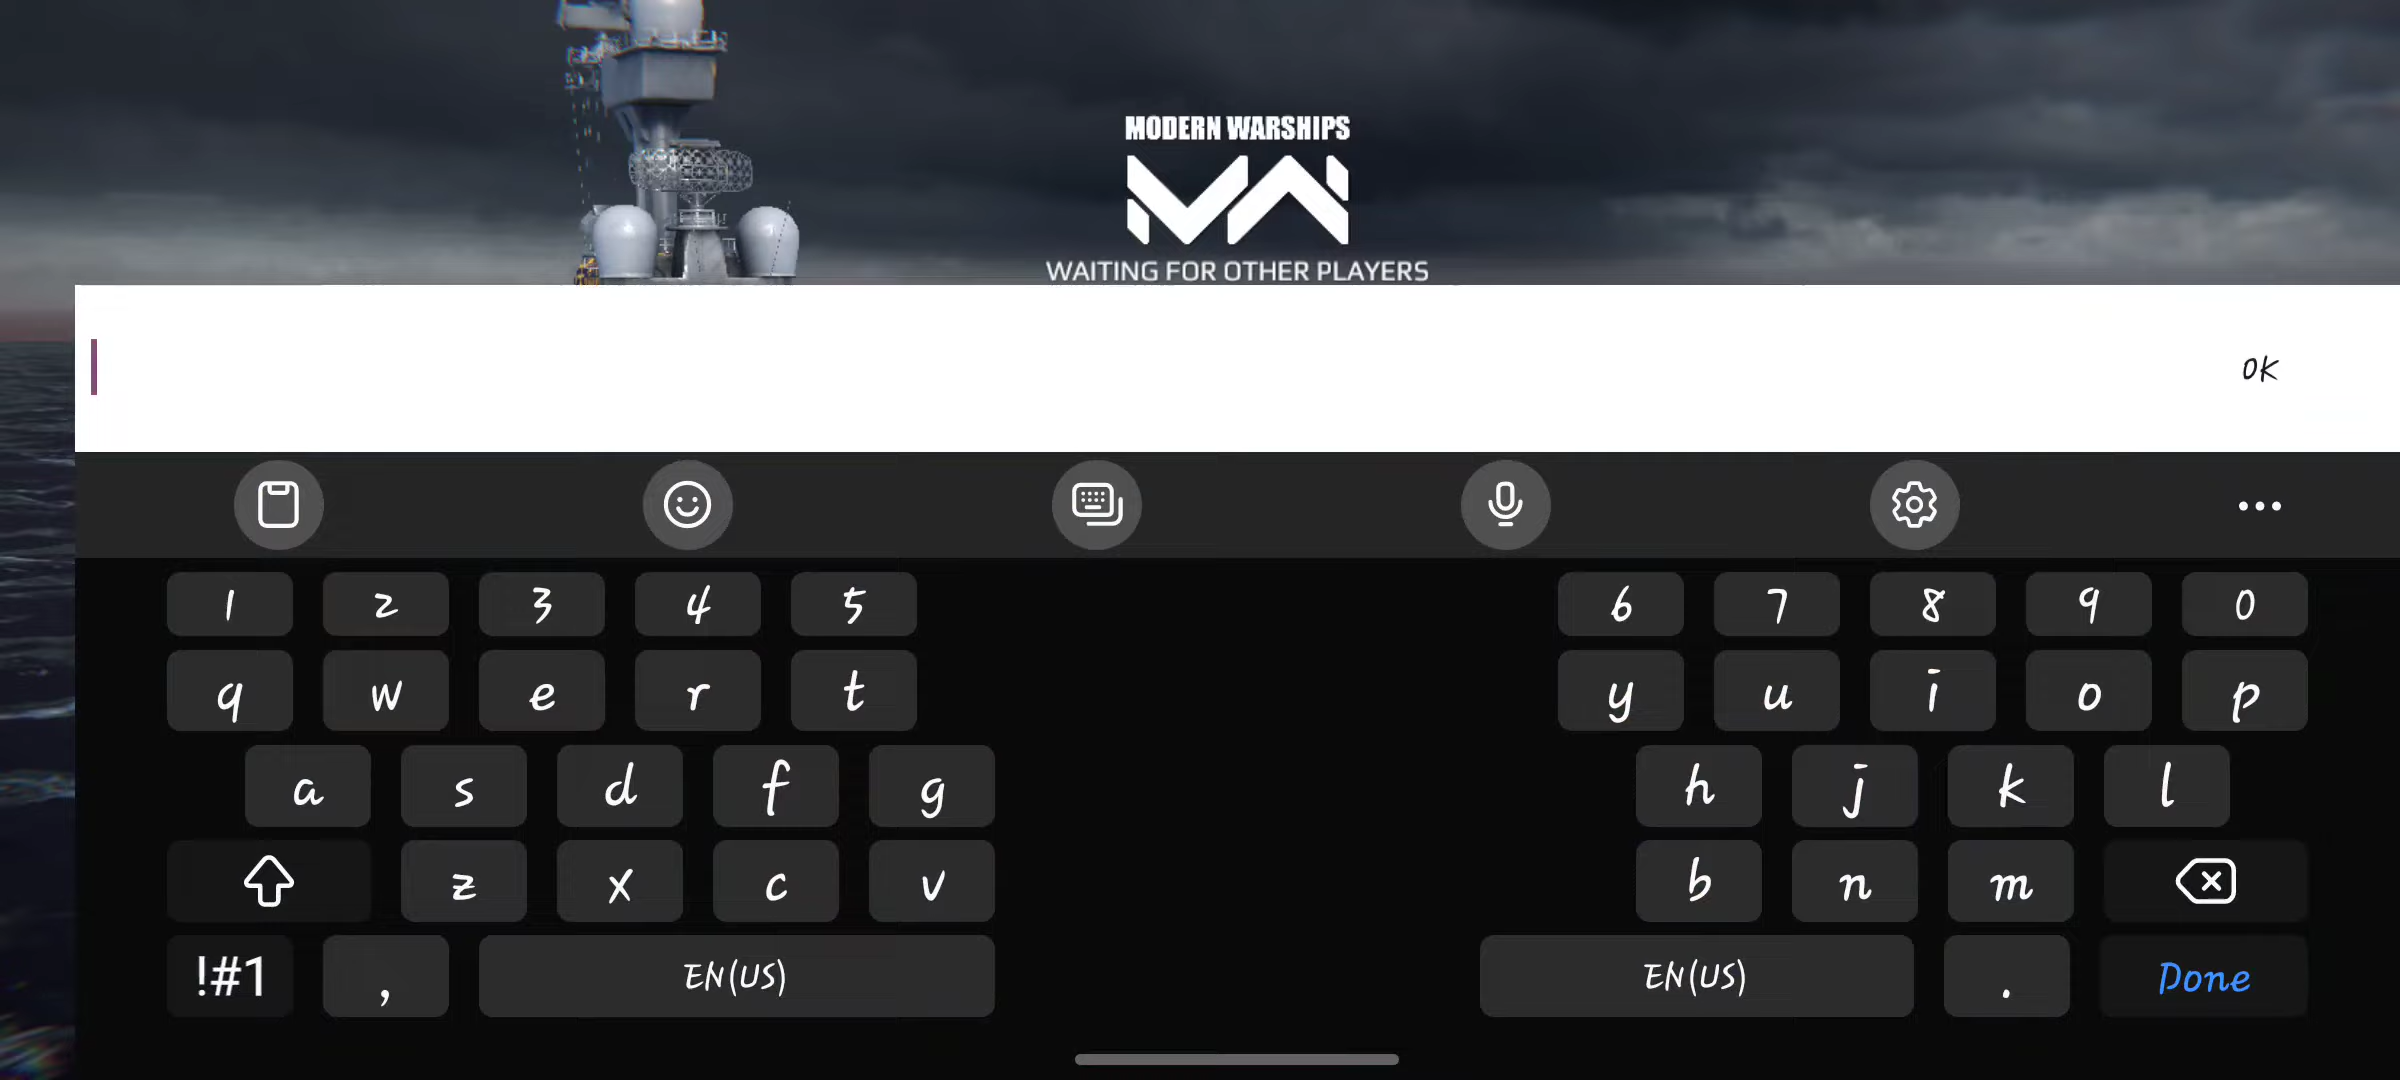 MODERN WARSHIPS
WAITING FOR OTHER PLAYERS
OK
1 2 3 4 5 6 7 8 9 0
q w e r t y u i o p
a s d f g h j k l
z x c v b n m
!#1 , EN(US) EN(US) . Done